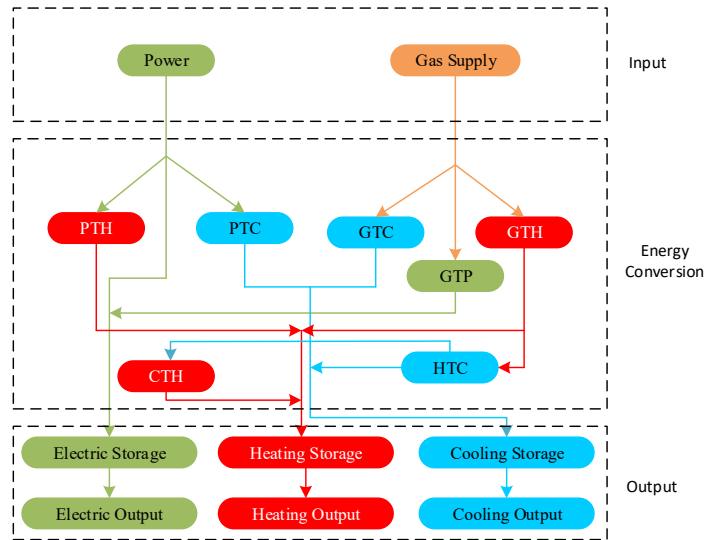 Power
Gas Supply
Input
PTH
PTC
GTC
GTH
GTP
Energy
Conversion
CTH
HTC
Electric Storage
Heating Storage
Cooling Storage
Output
Electric Output
Heating Output
Cooling Output